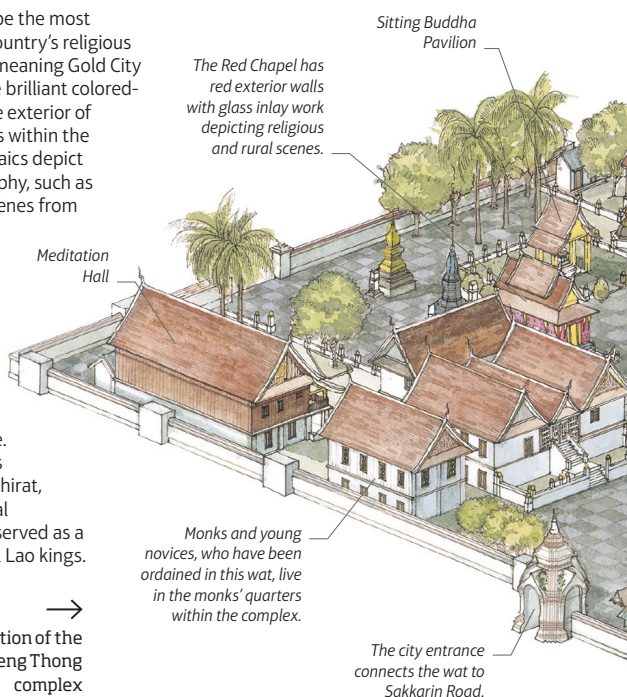 be the most
ountry's religious
meaning Gold City
e brilliant colored-
e exterior of
s within the
aics depict
phy, such as
enes from
e.
s
hirat,
al
served as a
Lao kings.
→
tion of the
eng Thong
complex
Sitting Buddha
Pavilion
The Red Chapel has
red exterior walls
with glass inlay work
depicting religious
and rural scenes.
Meditation
Hall
Monks and young
novices, who have been
ordained in this wat, live
in the monks' quarters
within the complex.
The city entrance
connects the wat to
Sakkarin Road.